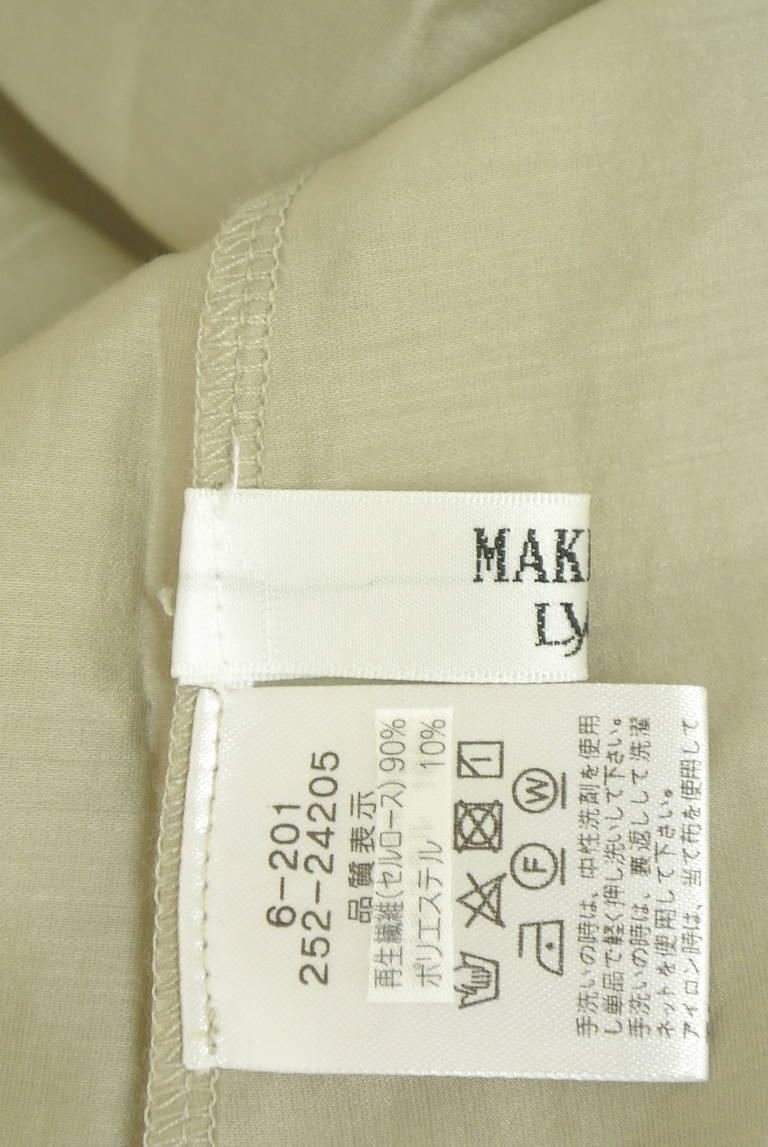 MAK
Ly
6-201
252-24205
品質表示
再生繊維(セルロース) 90%
ポリエステル 10%
F
W
手洗いの時は、中性洗剤を使用
し単品で軽く押し洗いして下さい。
手洗いの時は、裏返しして洗濯
ネットを使用して下さい。
アイロン時は、当て布を使用して